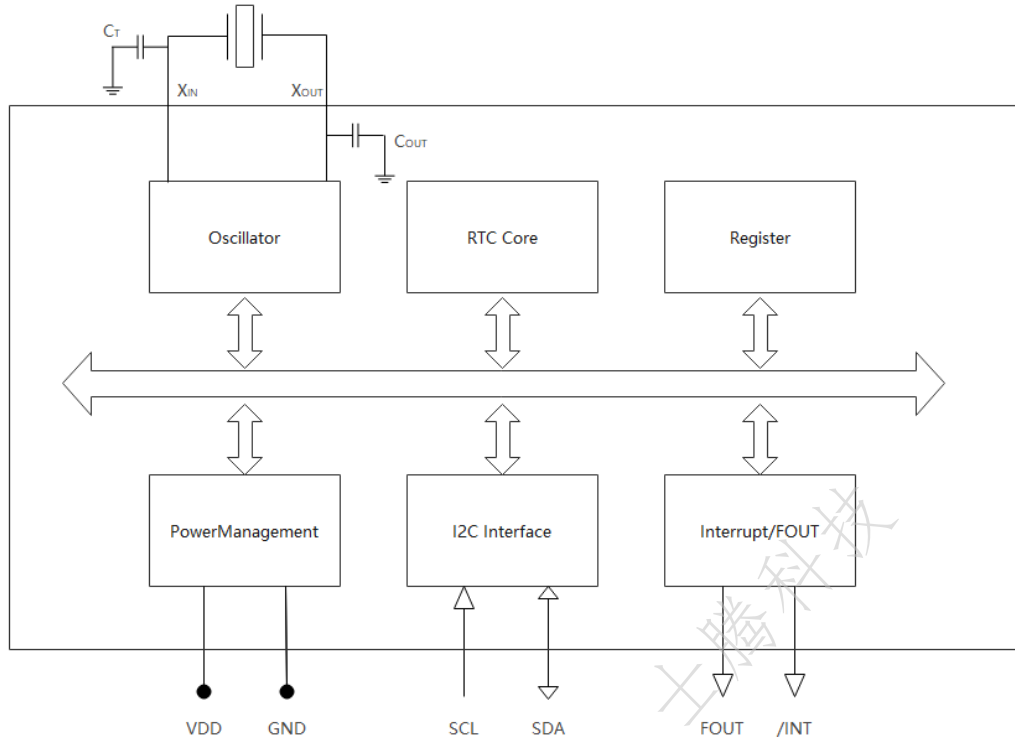 CT
XIN XOUT
COUT
Oscillator RTC Core Register
PowerManagement I2C Interface Interrupt/FOUT
士腾科技
VDD GND SCL SDA FOUT /INT